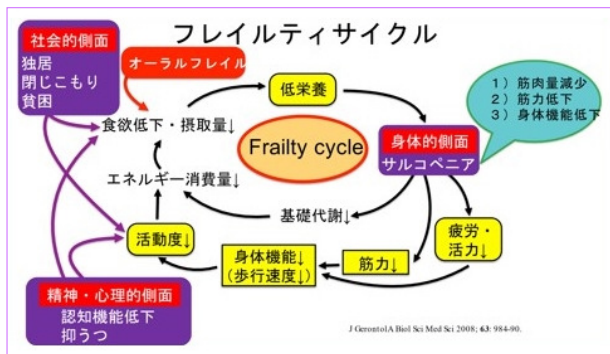 フレイルティサイクル
社会的側面
独居
閉じこもり
貧困
オーラルフレイル
低栄養
1)筋肉量減少
2)筋力低下
3)身体機能低下
食欲低下・摂取量↓
Frailty cycle
身体的側面
サルコペニア
エネルギー消費量↓
基礎代謝↓
疲労・
活力↓
活動度↓
身体機能↓
(歩行速度↓)
筋力↓
精神・心理的側面
認知機能低下
抑うつ
J GerontolA Biol Sci Med Sci 2008; 63: 984-90.